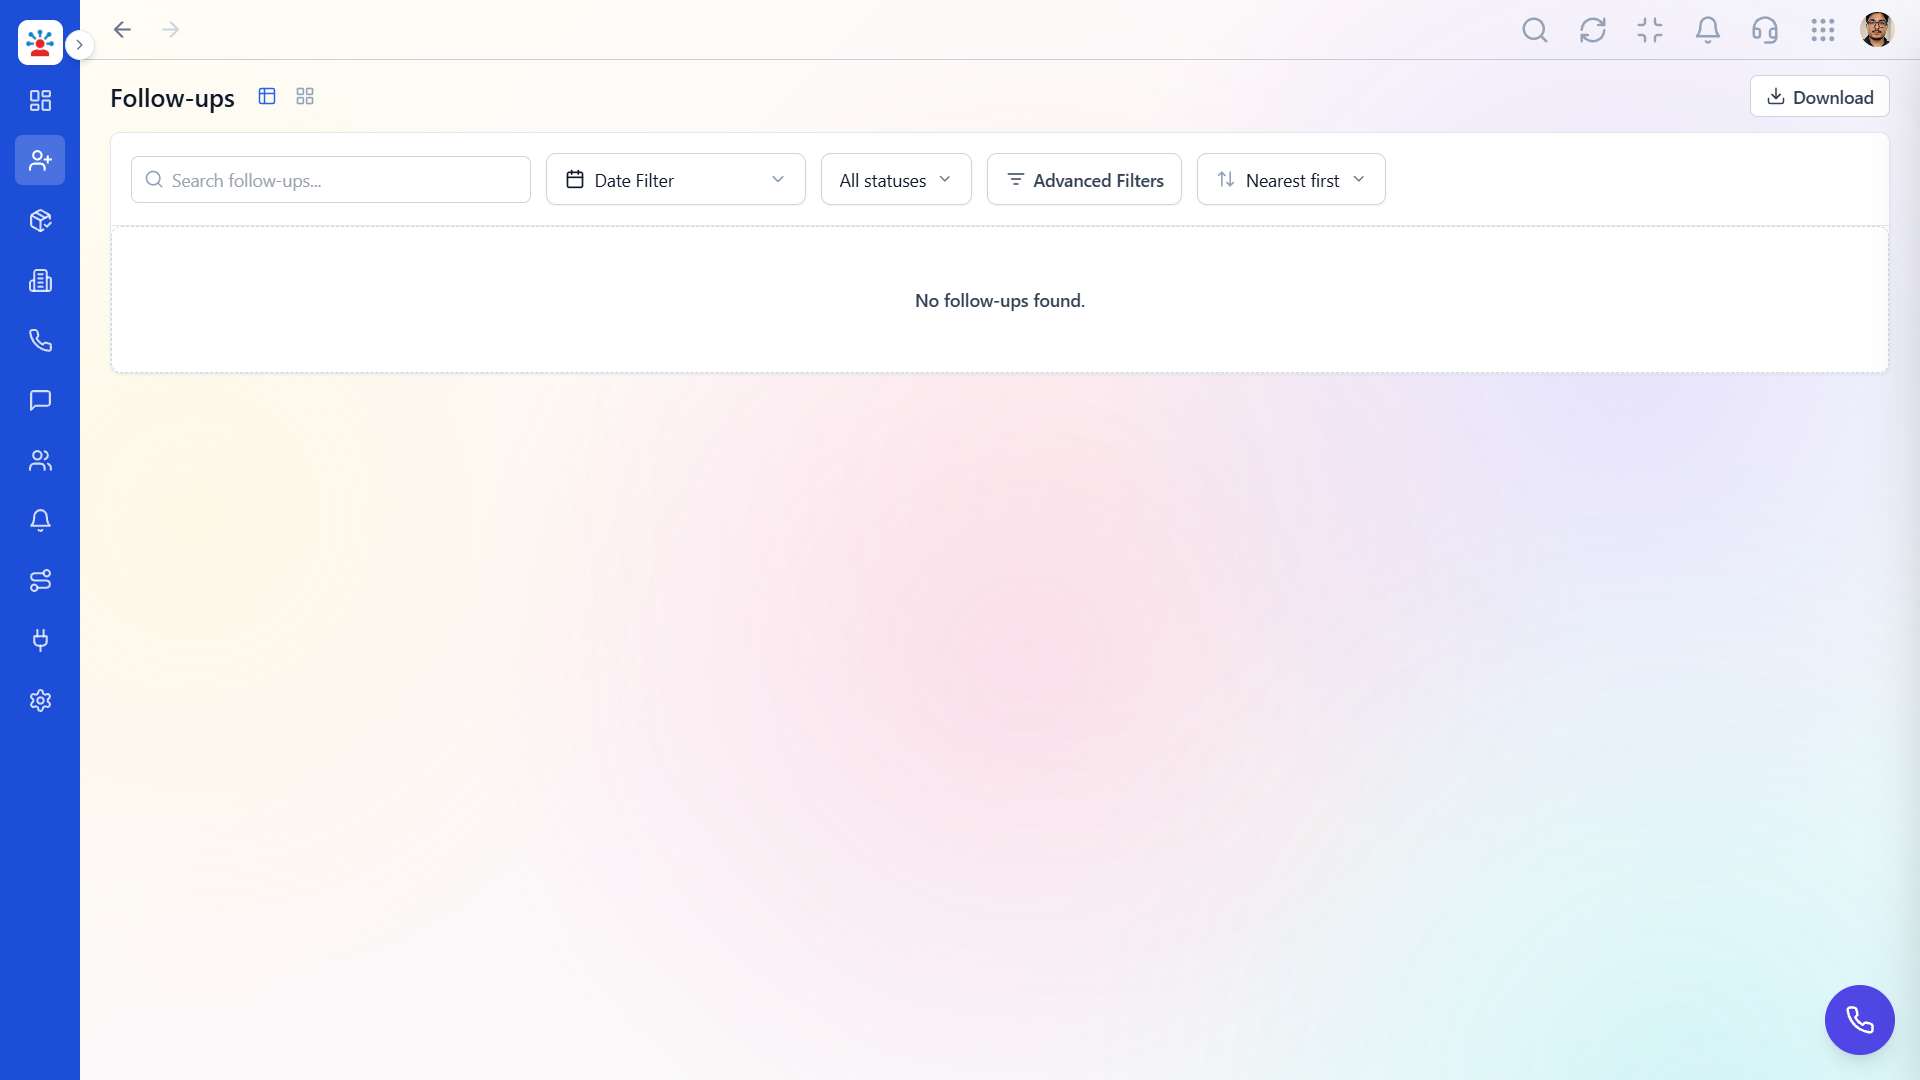 Follow-ups
Download
Search follow-ups...
Date Filter
All statuses
Advanced Filters
Nearest first
No follow-ups found.